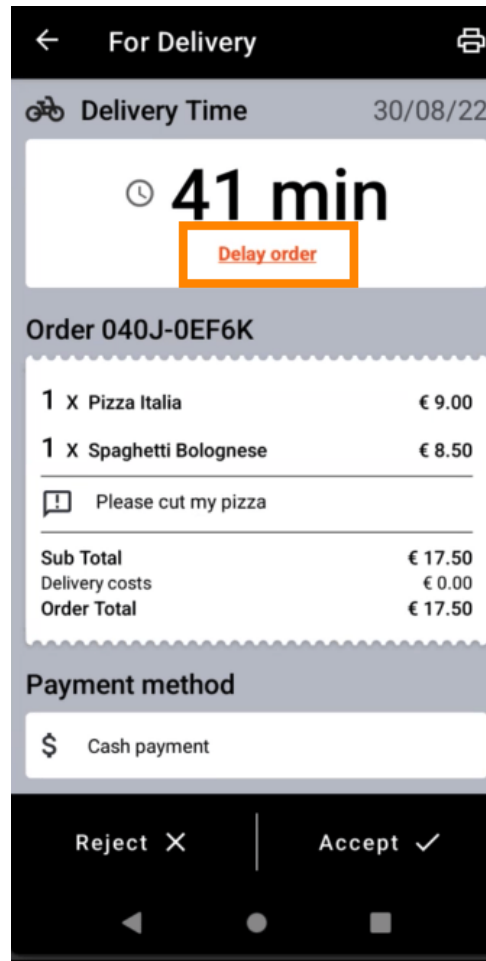 For Delivery
Delivery Time 30/08/22
41 min
Delay order
Order 040J-0EF6K
1 X Pizza Italia € 9.00
1 X Spaghetti Bolognese € 8.50
Please cut my pizza
Sub Total € 17.50
Delivery costs € 0.00
Order Total € 17.50
Payment method
$ Cash payment
Reject Accept